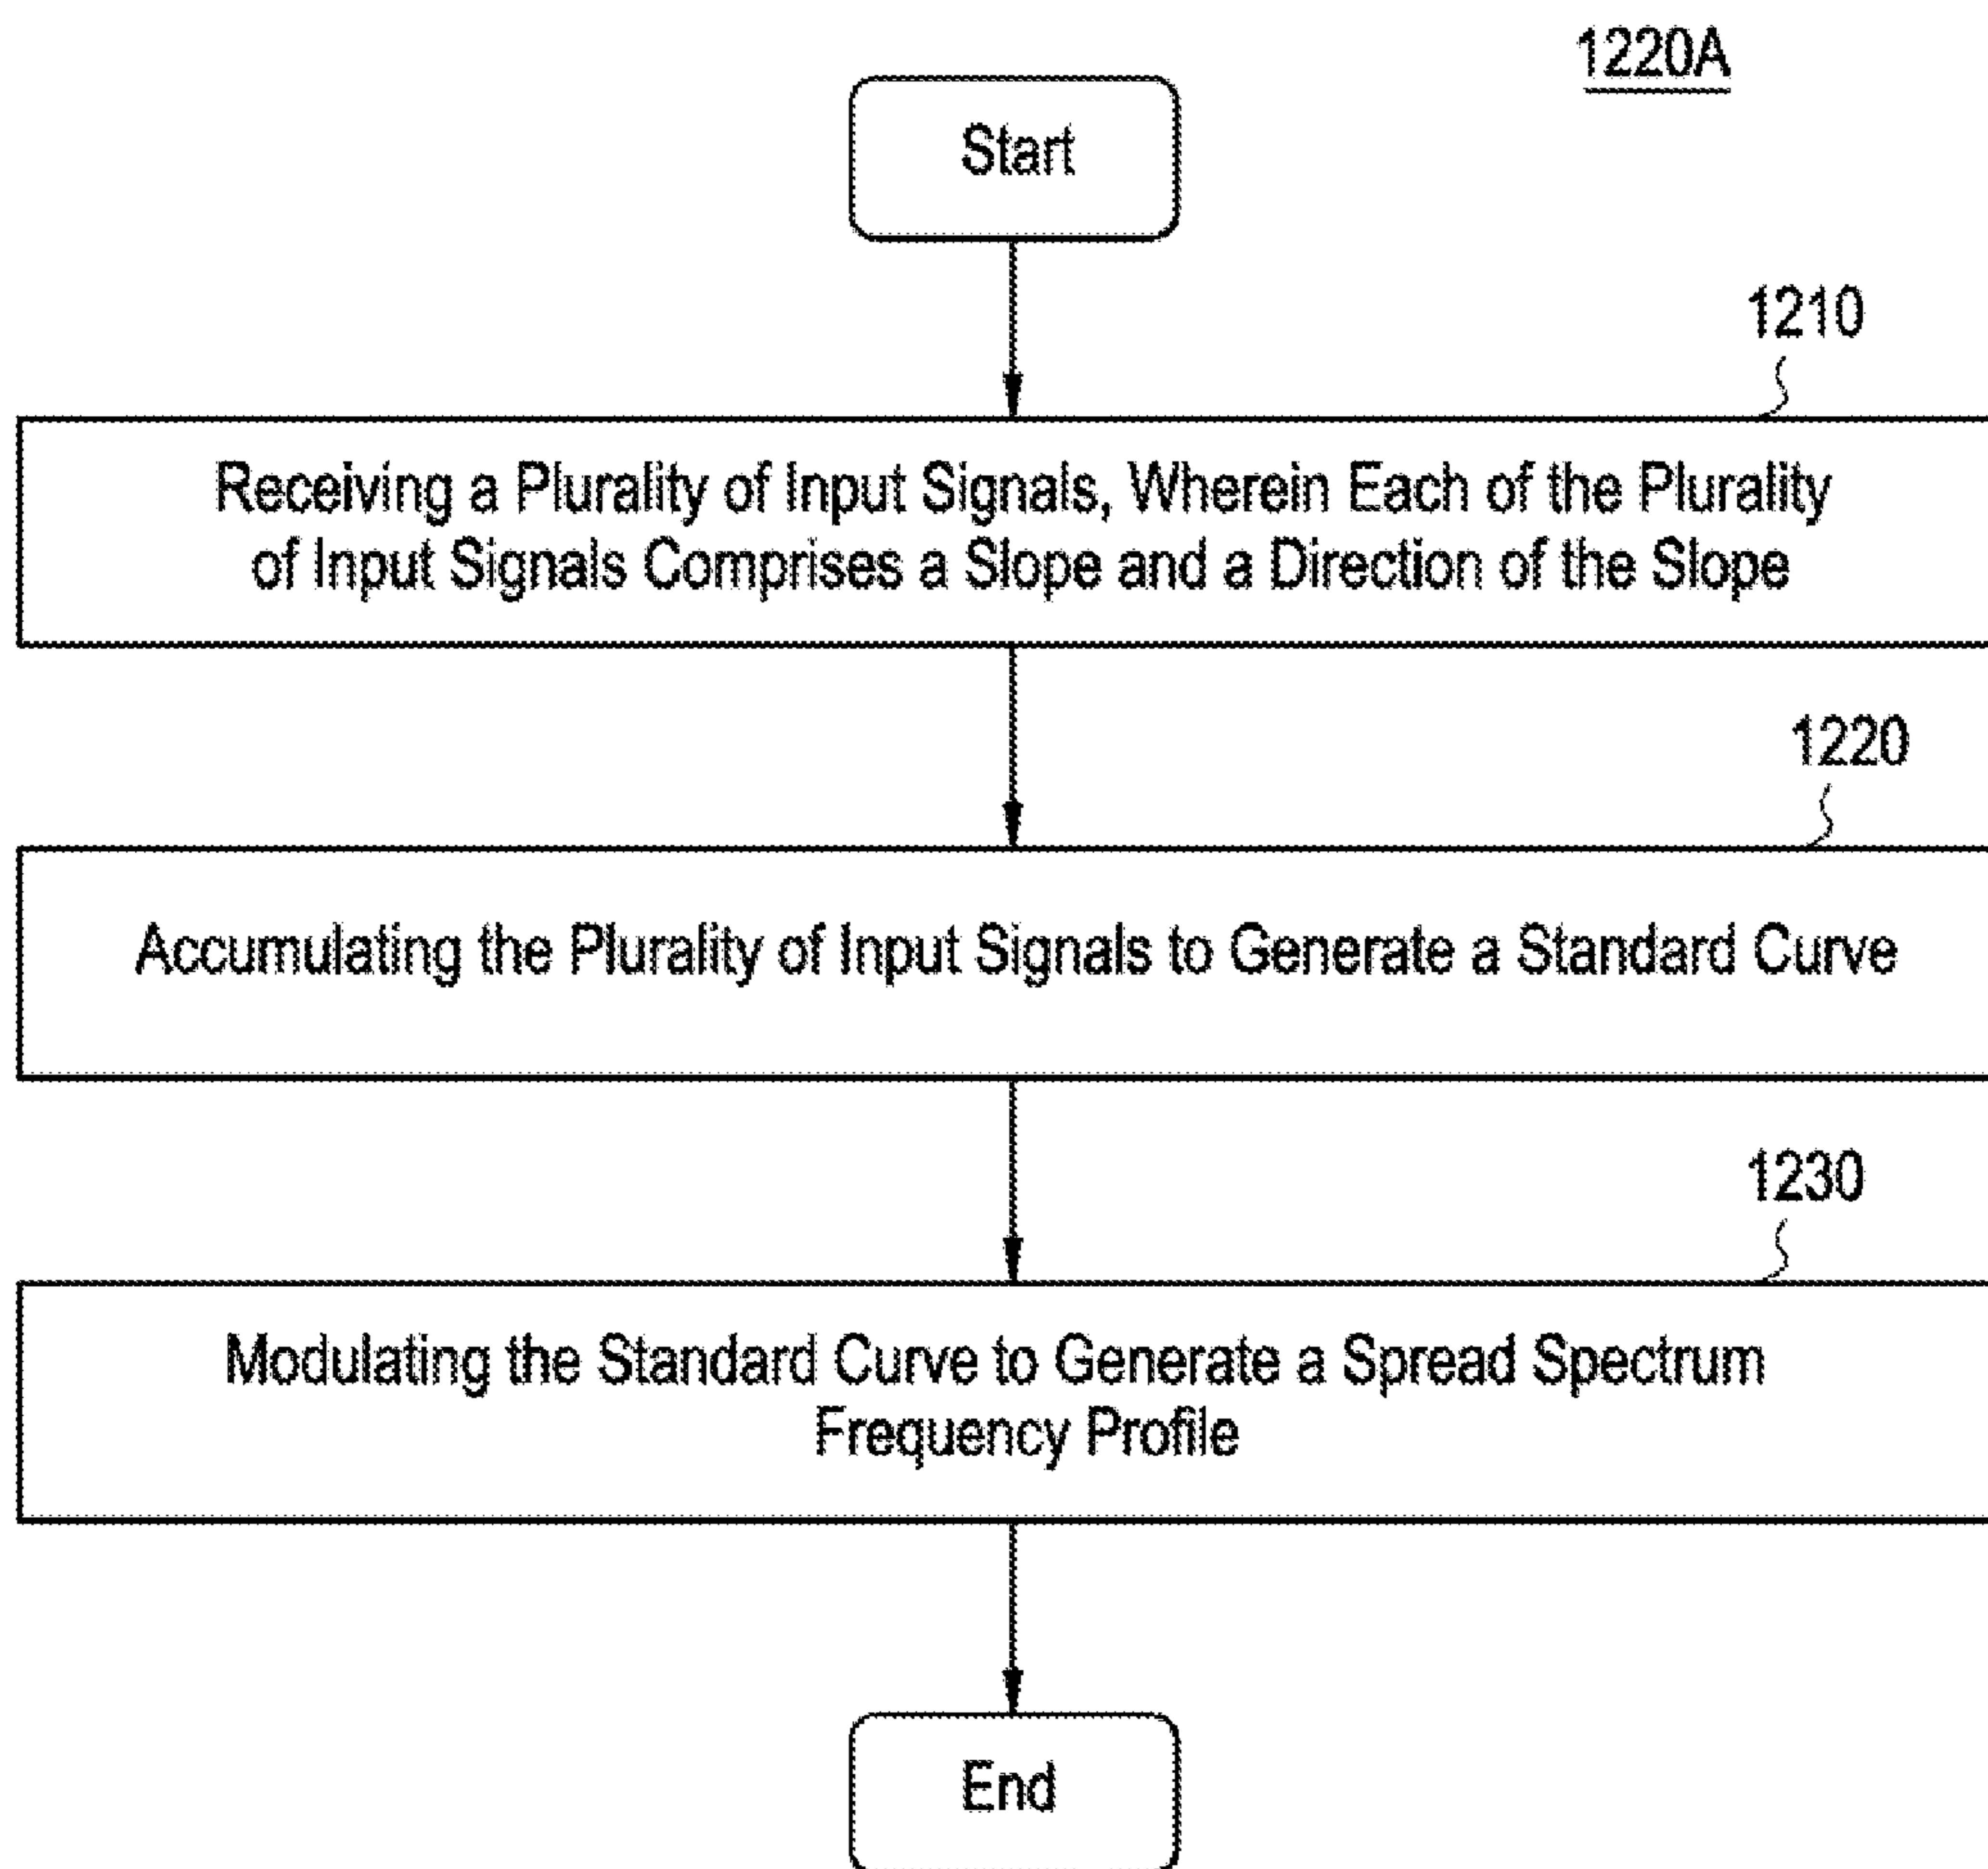 1220A
Start
1210
Receiving a Plurality of Input Signals, Wherein Each of the Plurality
of Input Signals Comprises a Slope and a Direction of the Slope
1220
Accumulating the Plurality of Input Signals to Generate a Standard Curve
1230
Modulating the Standard Curve to Generate a Spread Spectrum
Frequency Profile
End